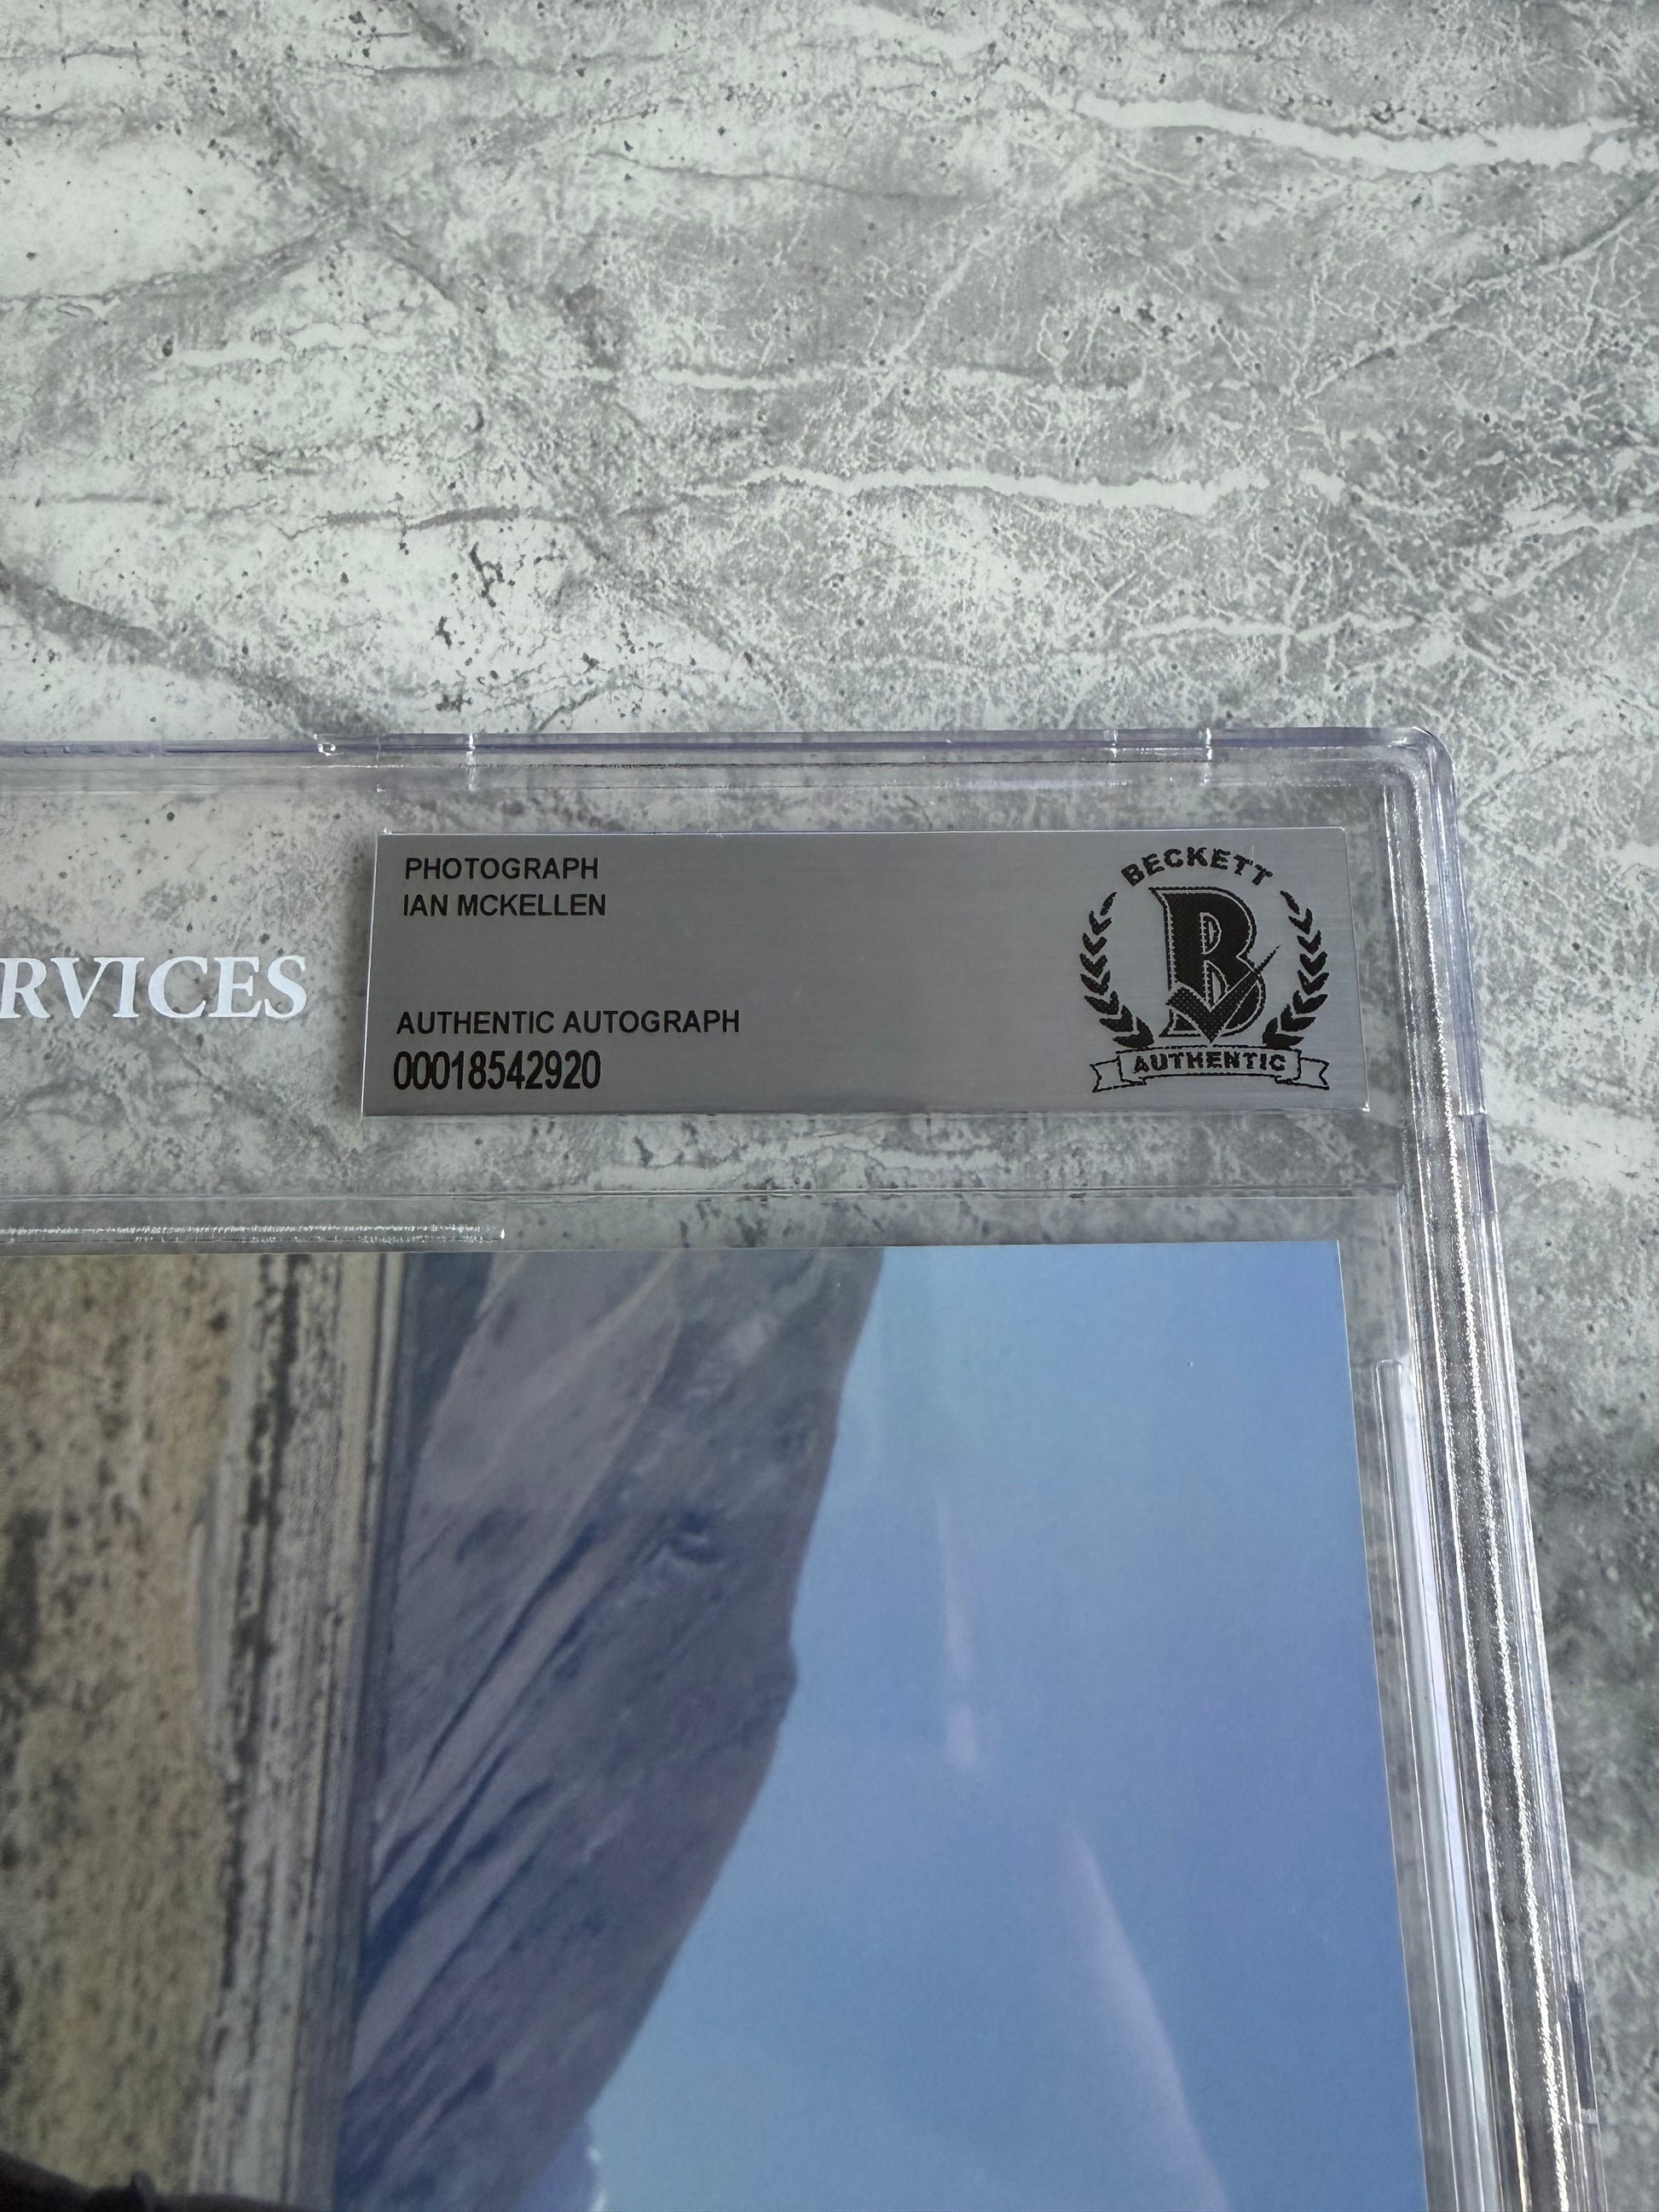 RVICES
PHOTOGRAPH
IAN MCKELLEN
AUTHENTIC AUTOGRAPH
00018542920
BECKETT
B
AUTHENTIC